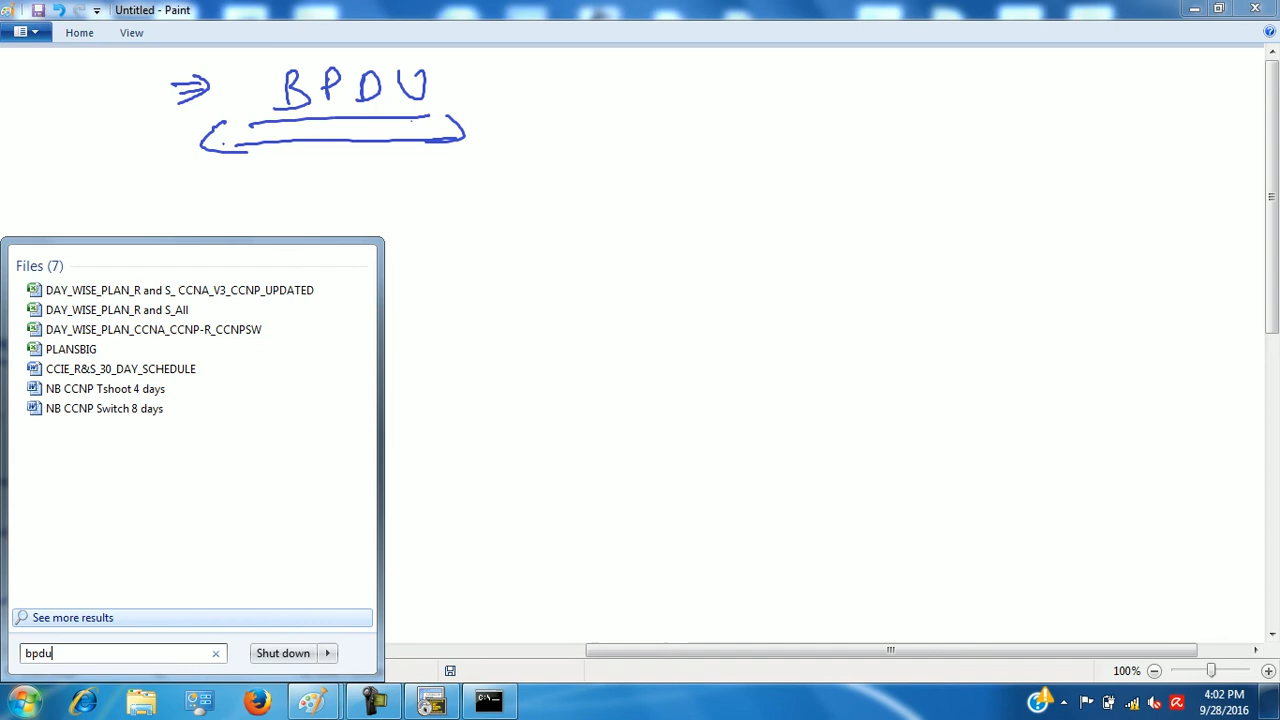 Untitled - Paint
Home View
⇒ BPDU
Files (7)
DAY_WISE_PLAN_R and S_ CCNA_V3_CCNP_UPDATED
DAY_WISE_PLAN_R and S_All
DAY_WISE_PLAN_CCNA_CCNP-R_CCNPSW
PLANSBIG
CCIE_R&S_30_DAY_SCHEDULE
NB CCNP Tshoot 4 days
NB CCNP Switch 8 days
See more results
bpdu
Shut down
100%
4:02 PM
9/28/2016